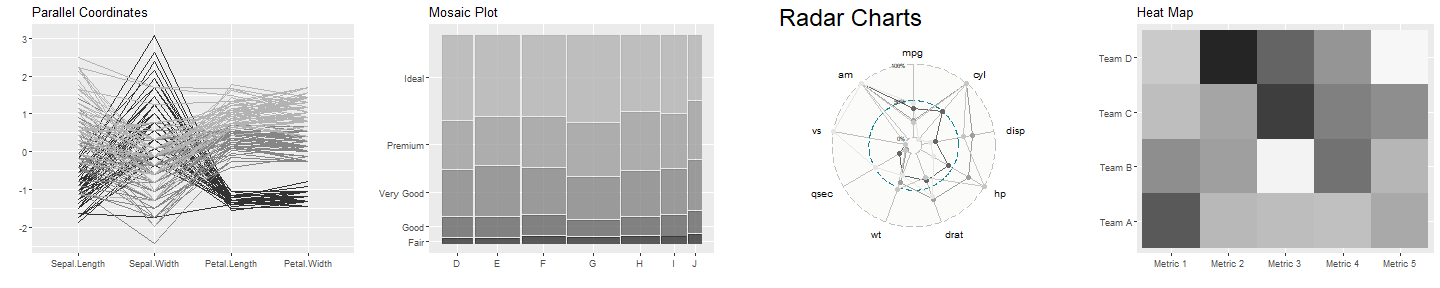 Parallel Coordinates
3
2
1
0
-1
-2
Sepal.Length Sepal.Width Petal.Length Petal.Width
Mosaic Plot
Ideal
Premium
Very Good
Good
Fair
D E F G H I J
Radar Charts
mpg
cyl
disp
hp
drat
wt
qsec
vs
am
100%
0%
Heat Map
Team D
Team C
Team B
Team A
Metric 1 Metric 2 Metric 3 Metric 4 Metric 5